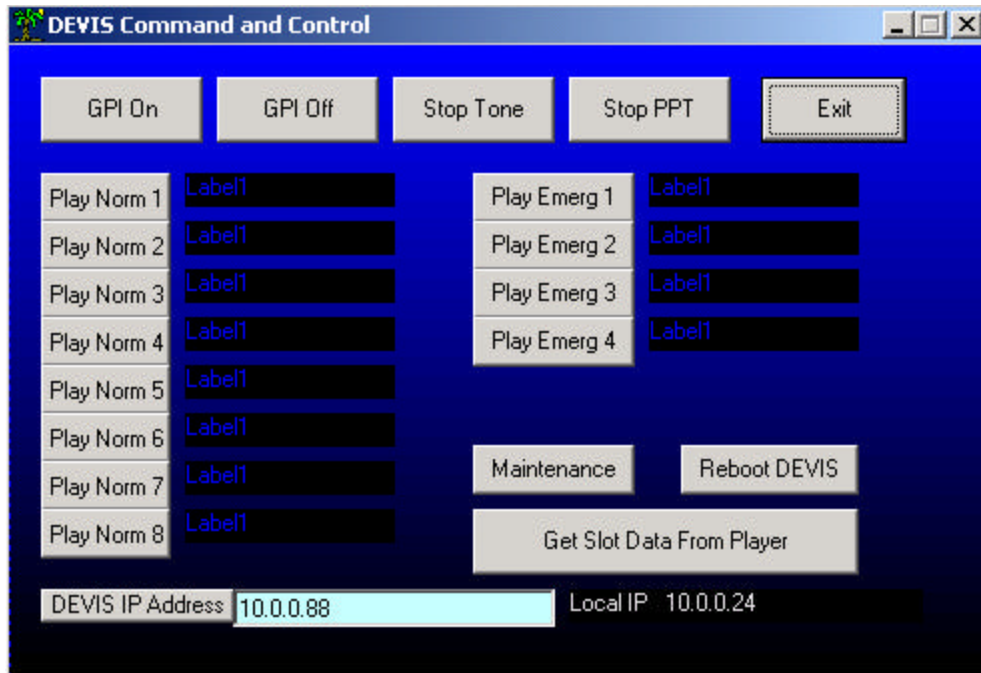 DEVIS Command and Control
GPI On GPI Off Stop Tone Stop PPT Exit
Play Norm 1 Label1 Play Emerg 1 Label1
Play Norm 2 Label1 Play Emerg 2 Label1
Play Norm 3 Label1 Play Emerg 3 Label1
Play Norm 4 Label1 Play Emerg 4 Label1
Play Norm 5 Label1
Play Norm 6 Label1
Play Norm 7 Label1 Maintenance Reboot DEVIS
Play Norm 8 Label1 Get Slot Data From Player
DEVIS IP Address 10.0.0.88 Local IP 10.0.0.24